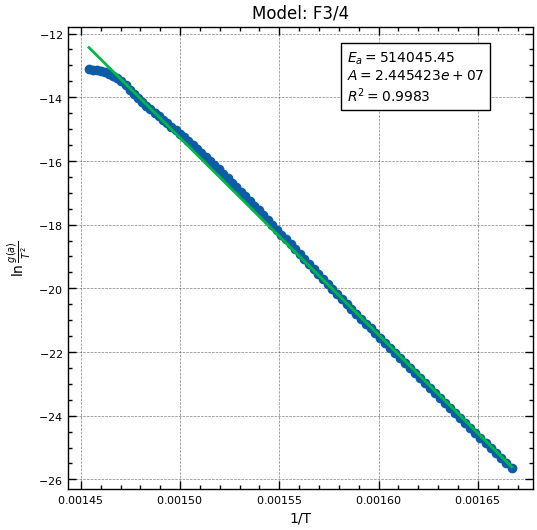 Model: F3/4
E_a = 514045.45
A = 2.445423e + 07
R^2 = 0.9983
−12
−14
−16
−18
−20
−22
−24
−26
ln g(a)/T^2
0.00145 0.00150 0.00155 0.00160 0.00165
1/T